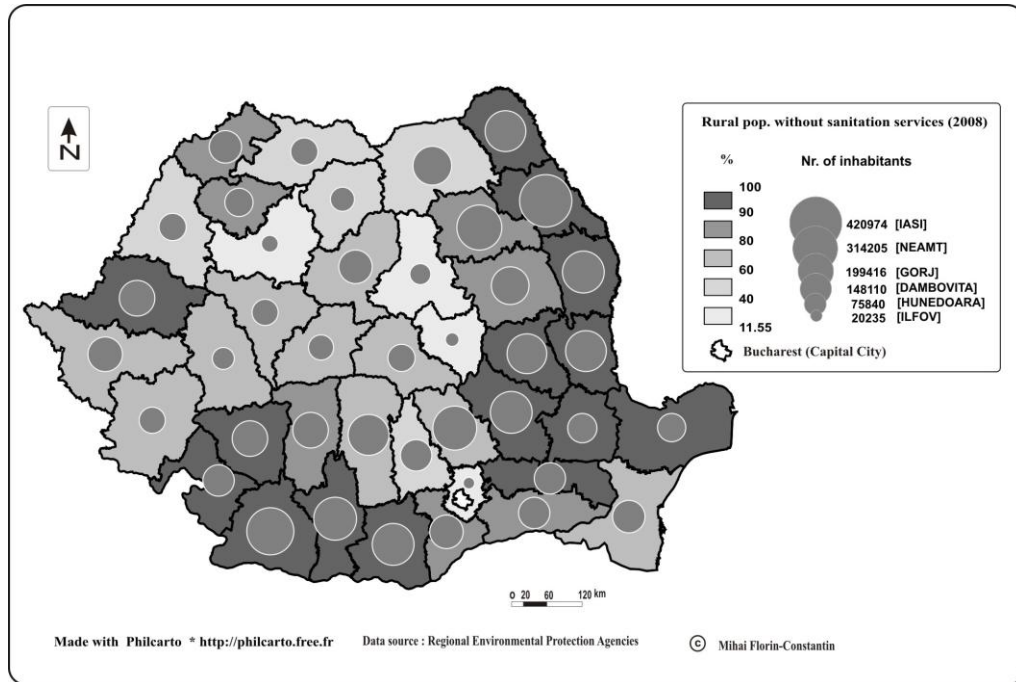 N
Rural pop. without sanitation services (2008)
% Nr. of inhabitants
100
90
80
60
40
11.55
420974 [IASI]
314205 [NEAMT]
199416 [GORJ]
148110 [DAMBOVITA]
75840 [HUNEDOARA]
20235 [ILFOV]
Bucharest (Capital City)
0 20 60 120 km
Made with Philcarto * http://philcarto.free.fr Data source : Regional Environmental Protection Agencies © Mihai Florin-Constantin